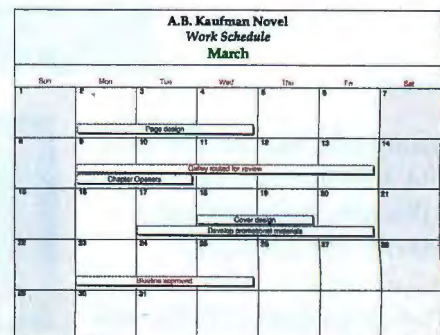 A.B. Kaufman Novel
Work Schedule
March
Sun Mon Tue Wed Thu Fri Sat
1 2 3 4 5 6 7
Page design
8 9 10 11 12 13 14
Galley routed for review
Chapter Openers
15 16 17 18 19 20 21
Cover design
Develop promotional materials
22 23 24 25 26 27 28
Blueline approved
29 30 31